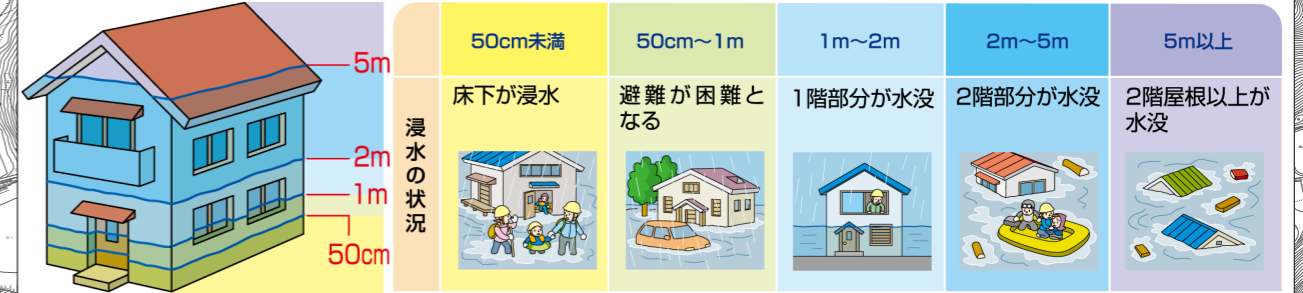 5m
2m
1m
50cm
50cm未満
50cm〜1m
1m〜2m
2m〜5m
5m以上
浸水の状況
床下が浸水
避難が困難と
なる
1階部分が水没
2階部分が水没
2階屋根以上が
水没